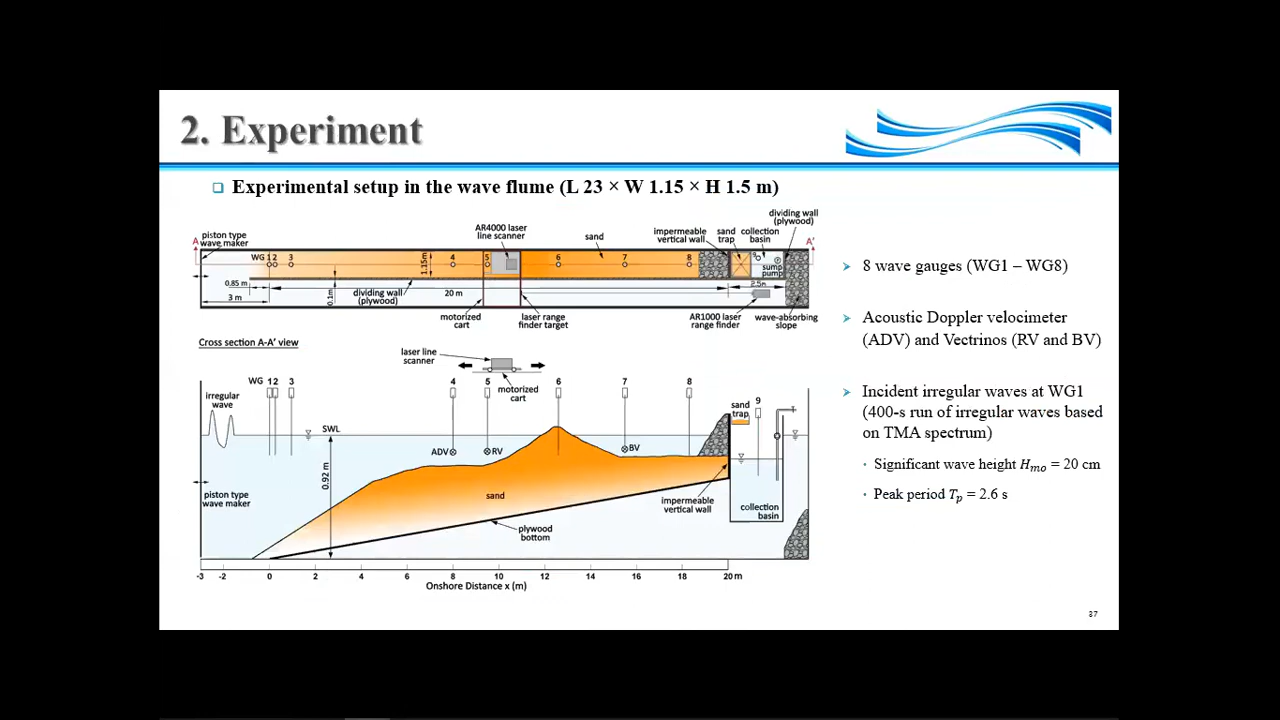 2. Experiment
❑ Experimental setup in the wave flume (L 23 × W 1.15 × H 1.5 m)
A
piston type
wave maker
WG 1 2 3
AR4000 laser
line scanner
sand
impermeable
vertical wall
sand
trap
collection
basin
dividing wall
(plywood)
A'
1.15m
4 5 6 7 8 9
sump
pump
0.85 m
3 m
0.1m
dividing wall
(plywood)
20 m
2.5m
motorized
cart
laser range
finder target
AR1000 laser
range finder
wave-absorbing
slope
Cross section A-A' view
laser line
scanner
motorized
cart
irregular
wave
WG 1 2 3 4 5 6 7 8
sand
trap
9
SWL
0.92 m
ADV
RV
BV
piston type
wave maker
sand
impermeable
vertical wall
collection
basin
plywood
bottom
-3 -2 0 2 4 6 8 10 12 14 16 18 20 m
Onshore Distance x (m)
➢ 8 wave gauges (WG1 – WG8)
➢ Acoustic Doppler velocimeter
(ADV) and Vectrinos (RV and BV)
➢ Incident irregular waves at WG1
(400-s run of irregular waves based
on TMA spectrum)
• Significant wave height Hmo = 20 cm
• Peak period Tp = 2.6 s
37